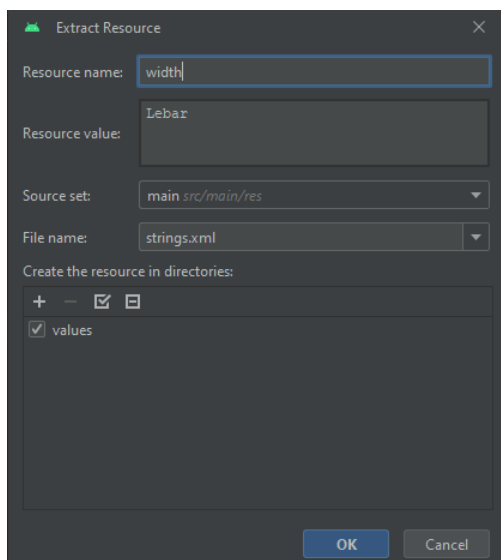 Extract Resource
Resource name: width
Resource value: Lebar
Source set: main src/main/res
File name: strings.xml
Create the resource in directories:
values
OK Cancel